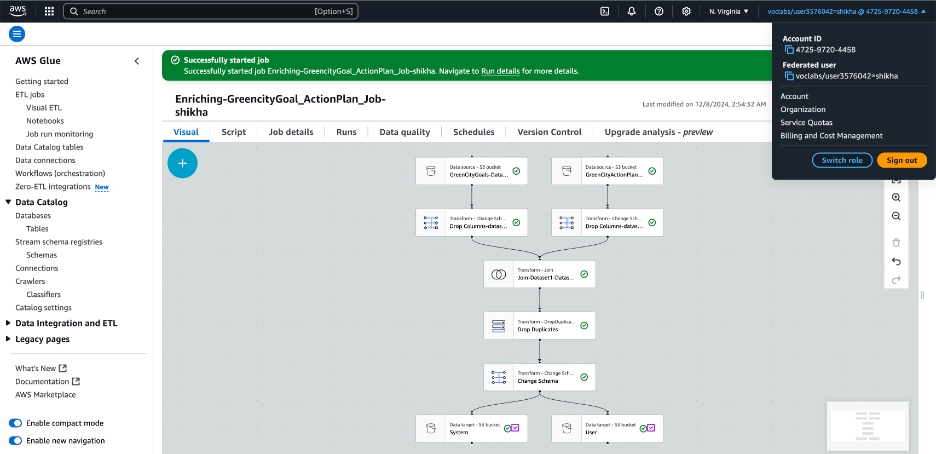 aws
Search
[Option+S]
N. Virginia
voclabs/user3576042=shikha @ 4725-9720-4458
Account ID
4725-9720-4458
Federated user
voclabs/user3576042=shikha
Account
Organization
Service Quotas
Billing and Cost Management
Switch role
Sign out
AWS Glue
Getting started
ETL jobs
Visual ETL
Notebooks
Job run monitoring
Data Catalog tables
Data connections
Workflows (orchestration)
Zero-ETL integrations New
Data Catalog
Databases
Tables
Stream schema registries
Schemas
Connections
Crawlers
Classifiers
Catalog settings
Data Integration and ETL
Legacy pages
What's New
Documentation
AWS Marketplace
Enable compact mode
Enable new navigation
Successfully started job
Successfully started job Enriching-GreencityGoal_ActionPlan_Job-shikha. Navigate to Run details for more details.
Enriching-GreencityGoal_ActionPlan_Job-
shikha
Last modified on 12/8/2024, 2:54:32 AM
Visual
Script
Job details
Runs
Data quality
Schedules
Version Control
Upgrade analysis - preview
Data source - S3 bucket
GreenCityGoals-Data...
Data source - S3 bucket
GreenCityActionPlan...
Transform - Change Sch...
Drop Columns-datas...
Transform - Change Sch...
Drop Columns-datas...
Transform - Join
Join-Dataset1-Datas...
Transform - DropDuplica...
Drop Duplicates
Transform - Change Sch...
Change Schema
Data target - S3 bucket
System
Data target - S3 bucket
User